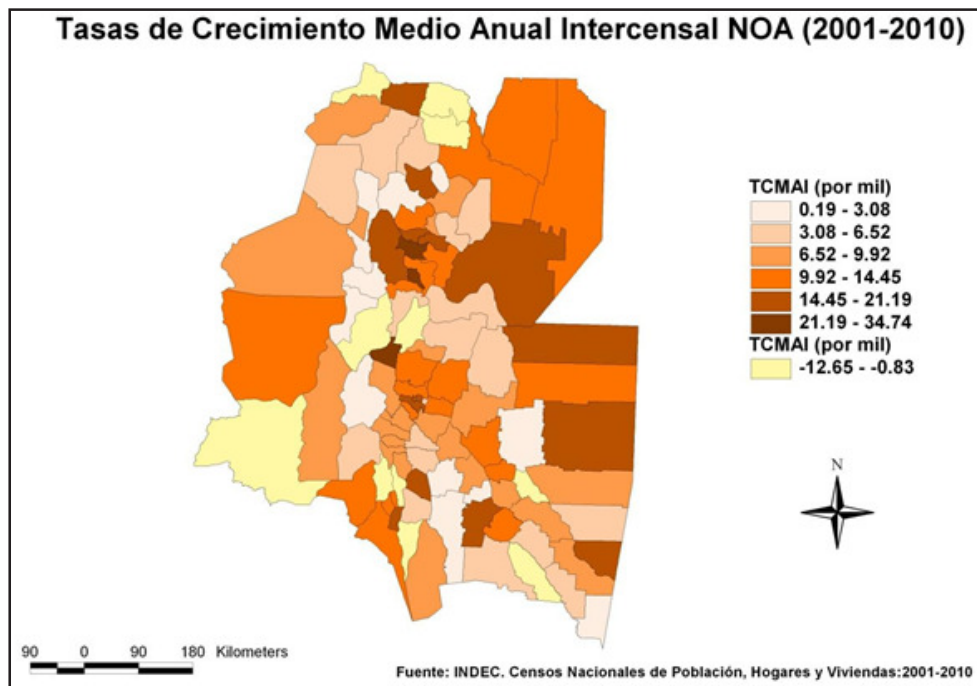 Tasas de Crecimiento Medio Anual Intercensal NOA (2001-2010)
TCMAI (por mil)
0.19 - 3.08
3.08 - 6.52
6.52 - 9.92
9.92 - 14.45
14.45 - 21.19
21.19 - 34.74
TCMAI (por mil)
-12.65 - -0.83
N
90 0 90 180 Kilometers
Fuente: INDEC. Censos Nacionales de Población, Hogares y Viviendas:2001-2010